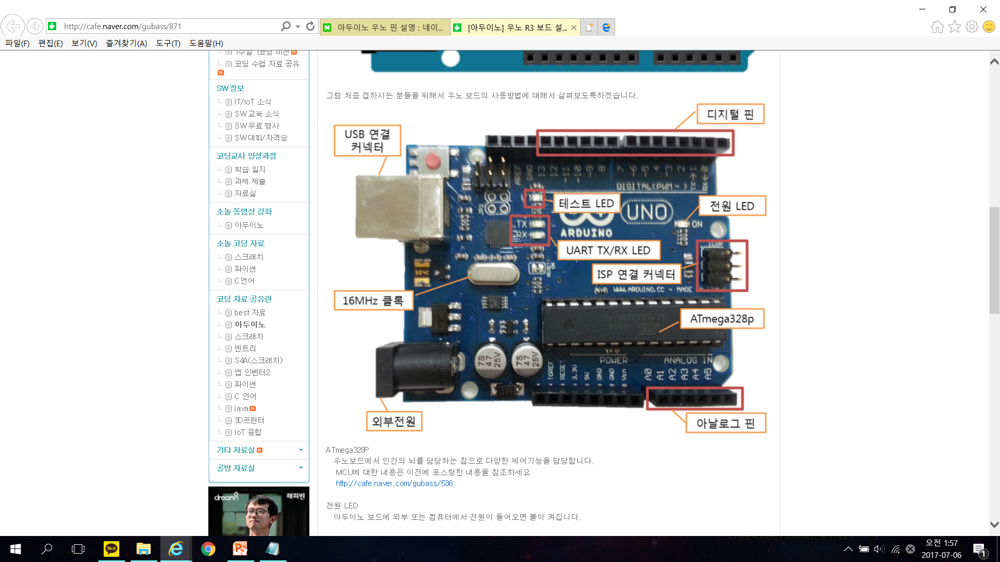 http://cafe.naver.com/gubass/871
아두이노 우노 핀 설명 : 네이...
[아두이노] 우노 R3 보드 설...
파일(F) 편집(E) 보기(V) 즐겨찾기(A) 도구(T) 도움말(H)
1주일 1코딩 미션
코딩 수업 자료 공유
SW정보
IT/IoT 소식
SW교육 소식
SW무료 행사
SW대회/자격증
코딩교사 양성과정
학습 일지
과제 제출
자료실
소놀 동영상 강좌
아두이노
소놀 코딩 자료
스크래치
파이썬
C언어
코딩 자료 공유란
best 자료
아두이노
스크래치
엔트리
S4A(스크래치)
앱 인벤터2
파이썬
C 언어
java
3D프린터
IoT 융합
기타 자료실
공방 자료실
dream
해피빈
그럼 처음 접하시는 분들을 위해서 우노 보드의 사용방법에 대해서 살펴보도록하겠습니다.
디지털 핀
USB 연결
커넥터
AREF GND 13 12 ~11 ~10 ~9 8 7 ~6 ~5 4 ~3 2 TX→1 RX←0
DIGITAL(PWM ~ )
테스트 LED
전원 LED
UNO
TX
RX
ON
ARDUINO
UART TX/RX LED
ICSP
ISP 연결 커넥터
RESET
WWW.ARDUINO.CC - MADE
16MHz 클록
ATmega328p
7S
47
25V
7S
47
25V
POWER
ANALOG IN
IOREF RESET 3.3V 5V GND GND Vin A0 A1 A2 A3 A4 A5
외부전원
아날로그 핀
ATmega328P
우노보드에서 인간의 뇌를 담당하는 칩으로 다양한 제어기능을 담당합니다.
MCU에 대한 내용은 이전에 포스팅한 내용을 참조하세요
http://cafe.naver.com/gubass/536
전원 LED
아두이노 보드에 외부 또는 컴퓨터에서 전원이 들어오면 불이 켜집니다.
TALK
오전 1:57
2017-07-06
1